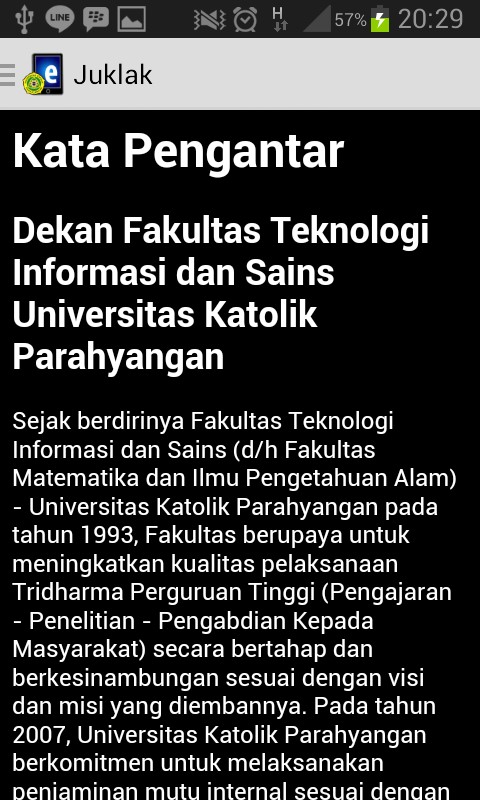 LINE
H
57%
20:29
e
Juklak
Kata Pengantar
Dekan Fakultas Teknologi
Informasi dan Sains
Universitas Katolik
Parahyangan
Sejak berdirinya Fakultas Teknologi
Informasi dan Sains (d/h Fakultas
Matematika dan Ilmu Pengetahuan Alam)
- Universitas Katolik Parahyangan pada
tahun 1993, Fakultas berupaya untuk
meningkatkan kualitas pelaksanaan
Tridharma Perguruan Tinggi (Pengajaran
- Penelitian - Pengabdian Kepada
Masyarakat) secara bertahap dan
berkesinambungan sesuai dengan visi
dan misi yang diembannya. Pada tahun
2007, Universitas Katolik Parahyangan
berkomitmen untuk melaksanakan
penjaminan mutu internal sesuai dengan